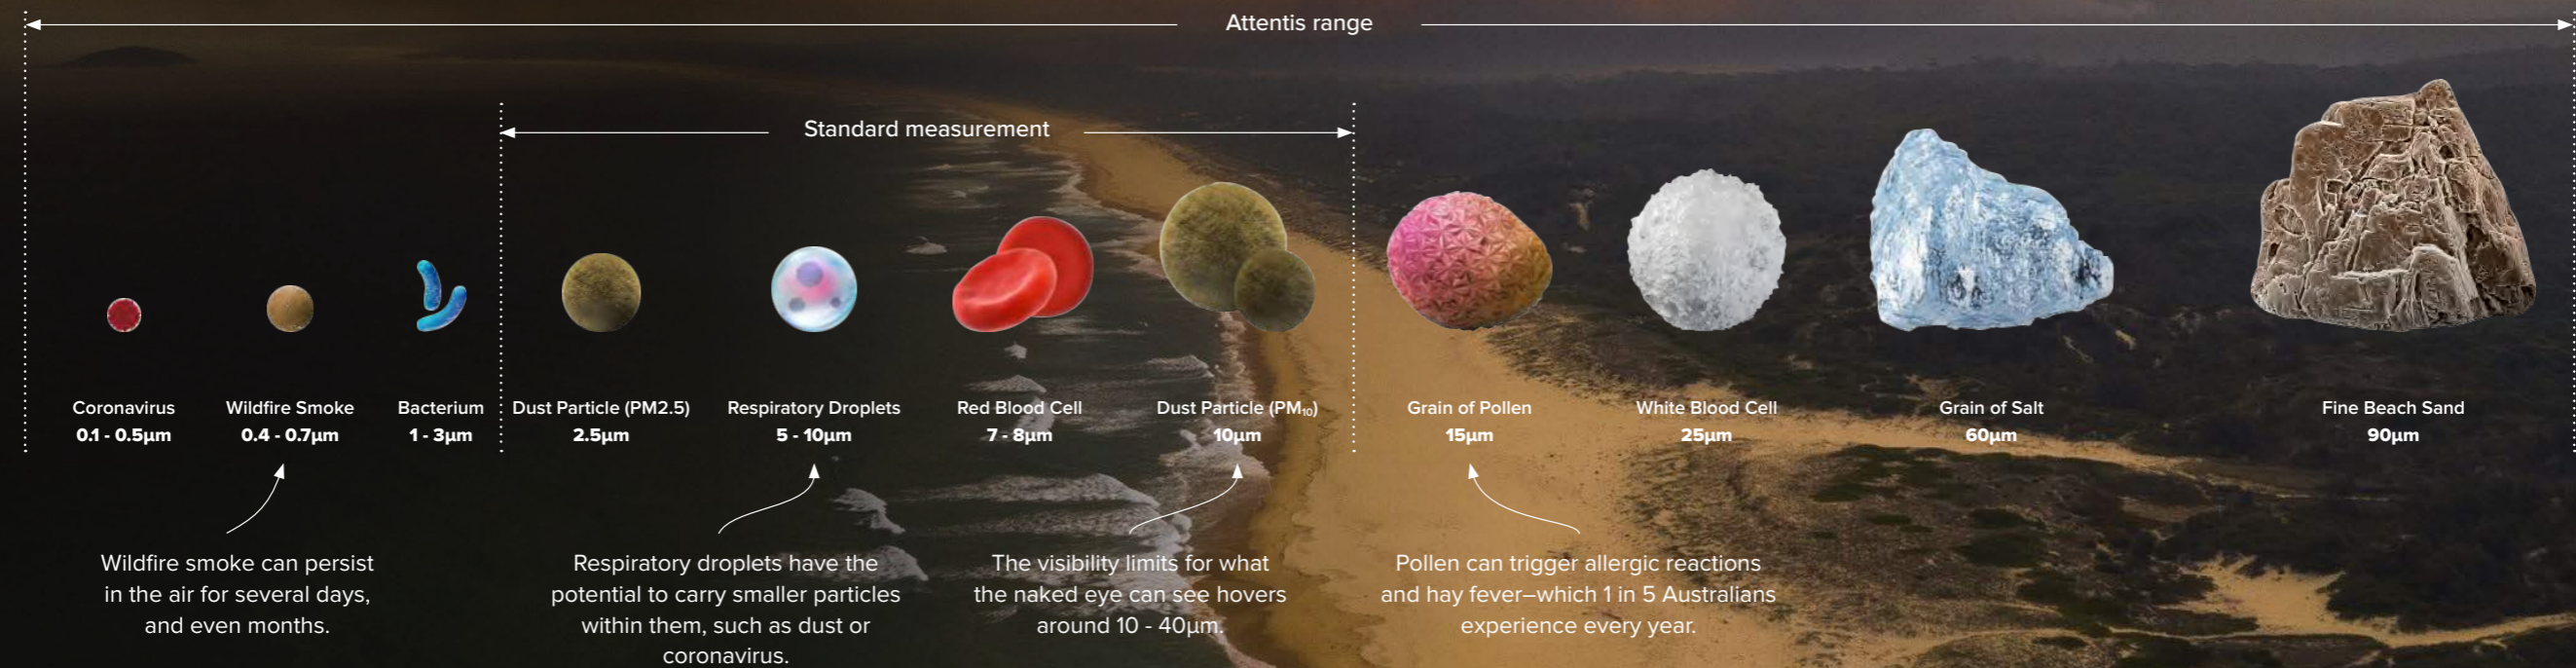 Attentis range
Standard measurement
Coronavirus
0.1 - 0.5µm
Wildfire Smoke
0.4 - 0.7µm
Bacterium
1 - 3µm
Dust Particle (PM2.5)
2.5µm
Respiratory Droplets
5 - 10µm
Red Blood Cell
7 - 8µm
Dust Particle (PM₁₀)
10µm
Grain of Pollen
15µm
White Blood Cell
25µm
Grain of Salt
60µm
Fine Beach Sand
90µm
Wildfire smoke can persist
in the air for several days,
and even months.
Respiratory droplets have the
potential to carry smaller particles
within them, such as dust or
coronavirus.
The visibility limits for what
the naked eye can see hovers
around 10 - 40µm.
Pollen can trigger allergic reactions
and hay fever–which 1 in 5 Australians
experience every year.